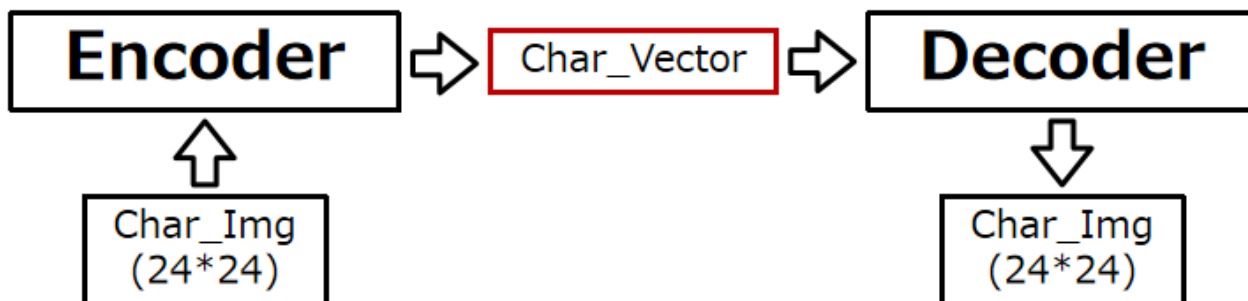 Encoder
Char_Vector
Decoder
Char_Img
(24*24)
Char_Img
(24*24)